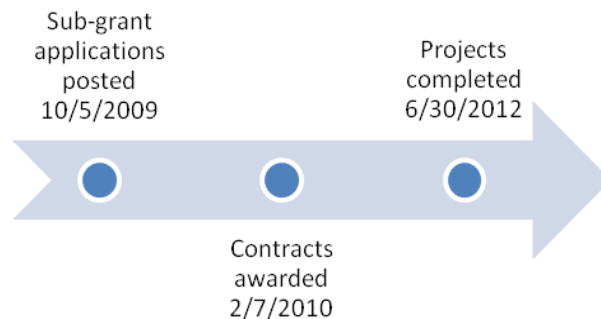 Sub-grant
applications
posted
10/5/2009
Contracts
awarded
2/7/2010
Projects
completed
6/30/2012